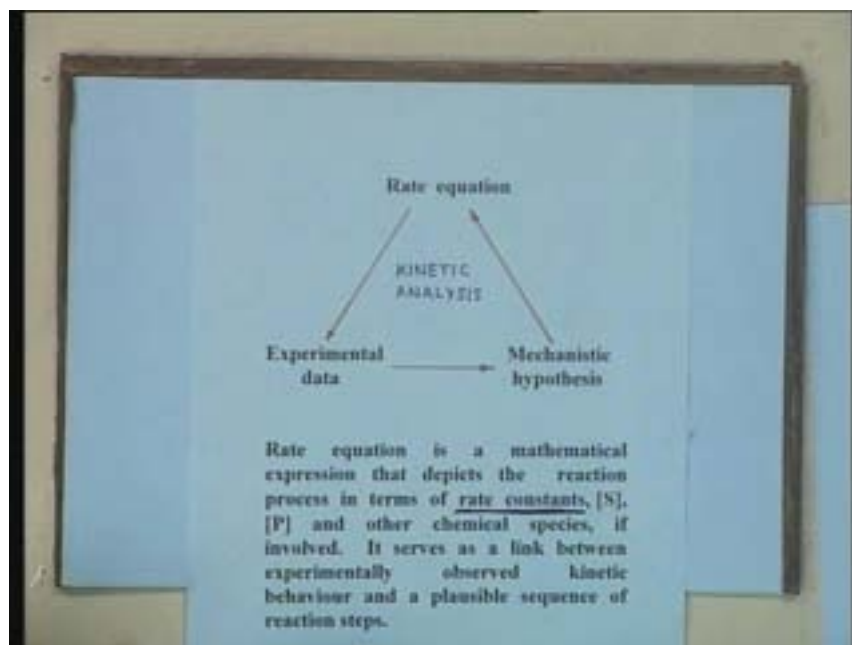 Rate equation
KINETIC
ANALYSIS
Experimental
data
Mechanistic
hypothesis
Rate equation is a mathematical
expression that depicts the reaction
process in terms of rate constants, [S],
[P] and other chemical species, if
involved. It serves as a link between
experimentally observed kinetic
behaviour and a plausible sequence of
reaction steps.